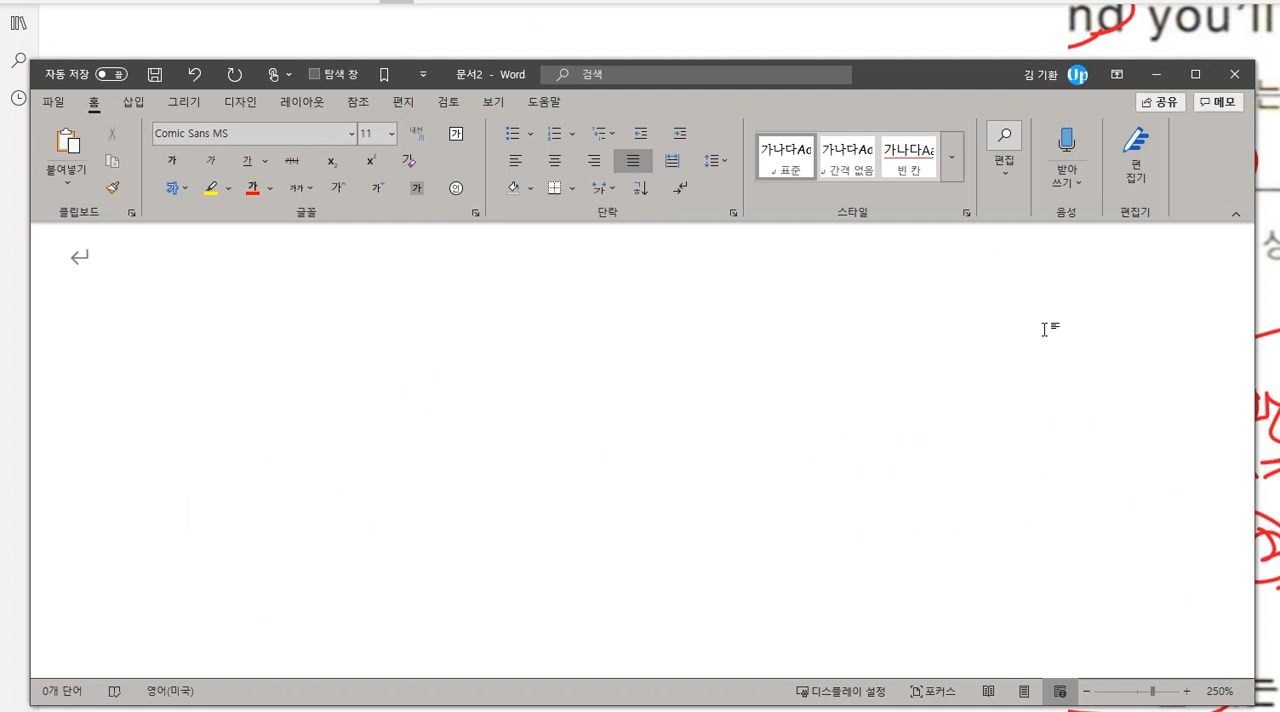 nd you'll
자동 저장
끔
탐색 창
문서2 - Word
검색
김 기환
Up
파일 홈 삽입 그리기 디자인 레이아웃 참조 편지 검토 보기 도움말
공유 메모
붙여넣기
Comic Sans MS 11 내천 가
가 가 가 가가 x₂ x² 가
가 가가 가 가 가 인
가나다Aa 가나다Aa 가나다Aa
표준 간격 없음 빈 칸
편집
받아
쓰기
편
집기
클립보드 글꼴 단락 스타일 음성 편집기
0개 단어 영어(미국) 디스플레이 설정 포커스 250%